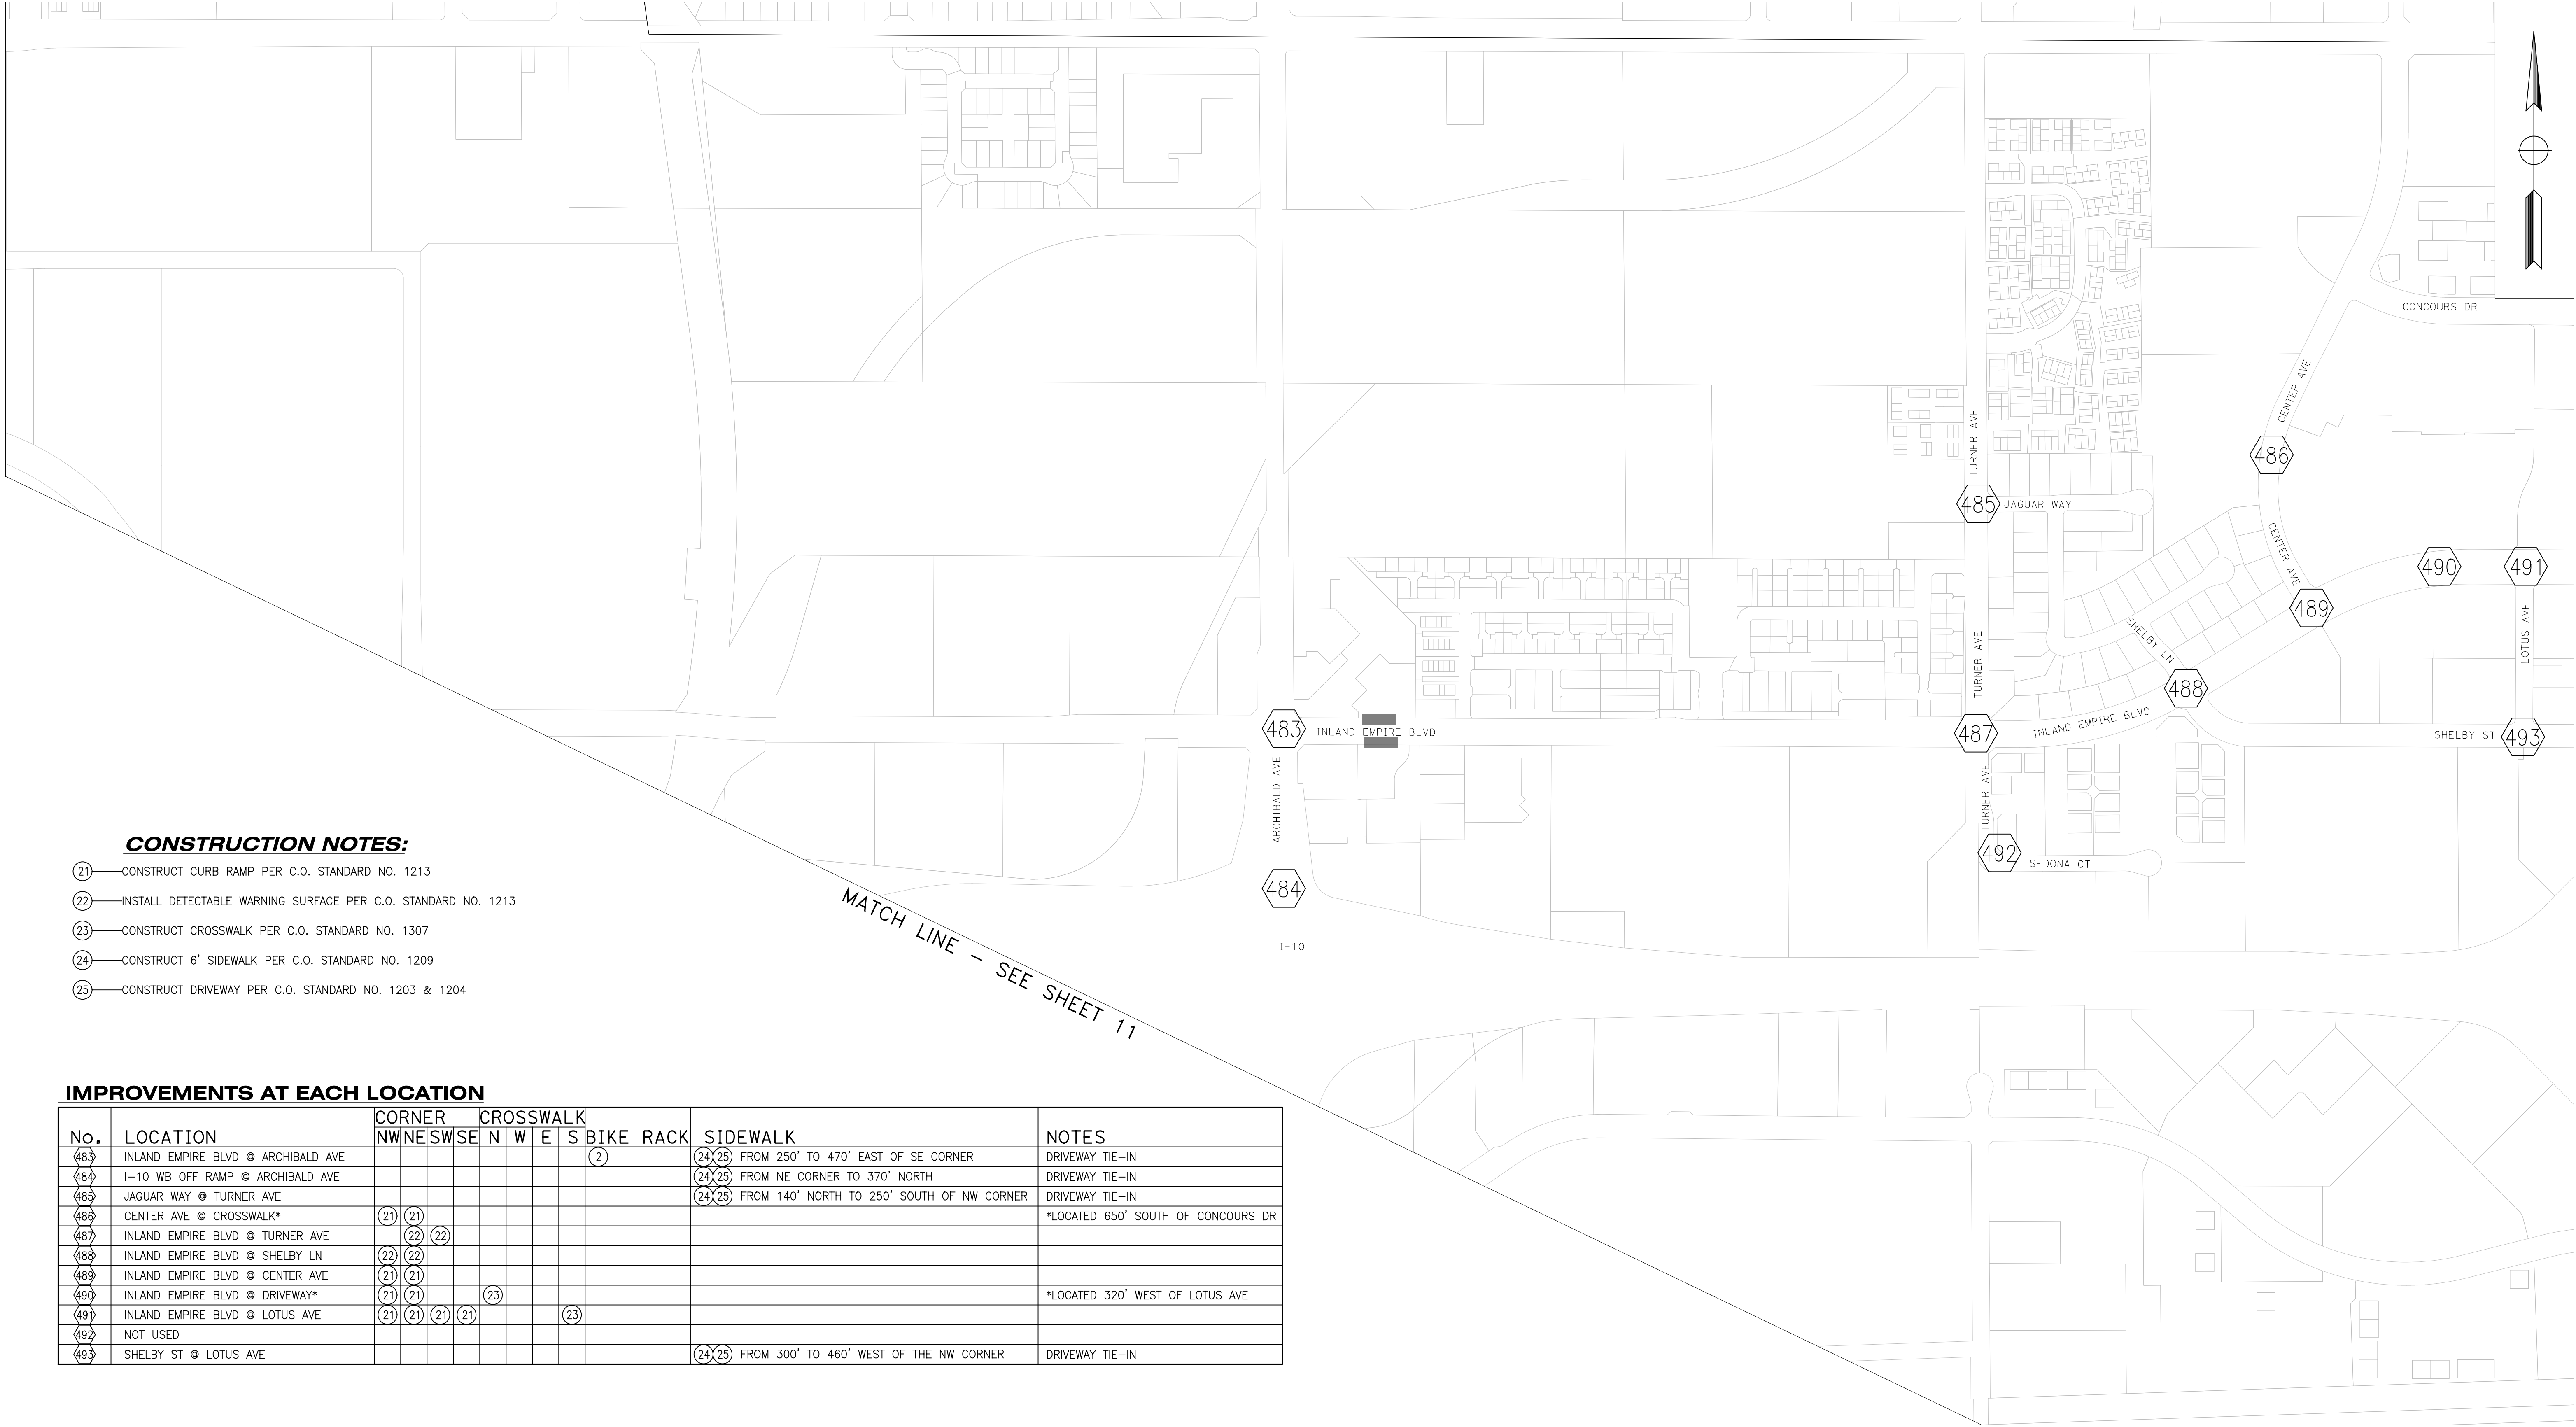 CONCOURS DR
CENTER AVE
TURNER AVE
486
485 JAGUAR WAY
CENTER AVE
490
491
489
LOTUS AVE
SHELBY LN
TURNER AVE
488
483 INLAND EMPIRE BLVD
487
INLAND EMPIRE BLVD
SHELBY ST 493
ARCHIBALD AVE
TURNER AVE
492
SEDONA CT
484
I-10
MATCH LINE - SEE SHEET 11
CONSTRUCTION NOTES:
21 CONSTRUCT CURB RAMP PER C.O. STANDARD NO. 1213
22 INSTALL DETECTABLE WARNING SURFACE PER C.O. STANDARD NO. 1213
23 CONSTRUCT CROSSWALK PER C.O. STANDARD NO. 1307
24 CONSTRUCT 6' SIDEWALK PER C.O. STANDARD NO. 1209
25 CONSTRUCT DRIVEWAY PER C.O. STANDARD NO. 1203 & 1204
IMPROVEMENTS AT EACH LOCATION
CORNER CROSSWALK
No. LOCATION NW NE SW SE N W E S BIKE RACK SIDEWALK NOTES
483 INLAND EMPIRE BLVD @ ARCHIBALD AVE 2 24 25 FROM 250' TO 470' EAST OF SE CORNER DRIVEWAY TIE-IN
484 I-10 WB OFF RAMP @ ARCHIBALD AVE 24 25 FROM NE CORNER TO 370' NORTH DRIVEWAY TIE-IN
485 JAGUAR WAY @ TURNER AVE 24 25 FROM 140' NORTH TO 250' SOUTH OF NW CORNER DRIVEWAY TIE-IN
486 CENTER AVE @ CROSSWALK* 21 21 *LOCATED 650' SOUTH OF CONCOURS DR
487 INLAND EMPIRE BLVD @ TURNER AVE 22 22
488 INLAND EMPIRE BLVD @ SHELBY LN 22 22
489 INLAND EMPIRE BLVD @ CENTER AVE 21 21
490 INLAND EMPIRE BLVD @ DRIVEWAY* 21 21 23 *LOCATED 320' WEST OF LOTUS AVE
491 INLAND EMPIRE BLVD @ LOTUS AVE 21 21 21 21 23
492 NOT USED
493 SHELBY ST @ LOTUS AVE 24 25 FROM 300' TO 460' WEST OF THE NW CORNER DRIVEWAY TIE-IN